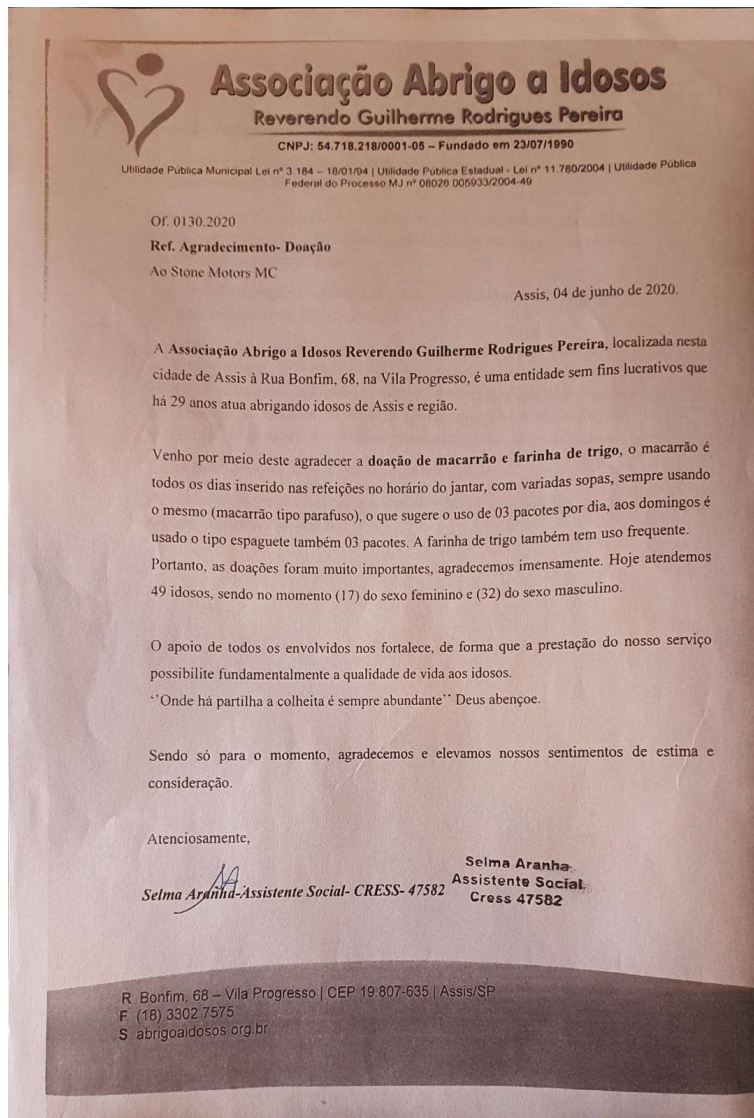 Associação Abrigo a Idosos
Reverendo Guilherme Rodrigues Pereira
CNPJ: 54.718.218/0001-05 – Fundado em 23/07/1990
Utilidade Pública Municipal Lei nº 3.184 – 18/01/94 | Utilidade Pública Estadual - Lei nº 11.760/2004 | Utilidade Pública
Federal do Processo MJ nº 08026 005933/2004-49
Of. 0130.2020
Ref. Agradecimento- Doação
Ao Stone Motors MC
Assis, 04 de junho de 2020.
A Associação Abrigo a Idosos Reverendo Guilherme Rodrigues Pereira, localizada nesta
cidade de Assis à Rua Bonfim, 68, na Vila Progresso, é uma entidade sem fins lucrativos que
há 29 anos atua abrigando idosos de Assis e região.
Venho por meio deste agradecer a doação de macarrão e farinha de trigo, o macarrão é
todos os dias inserido nas refeições no horário do jantar, com variadas sopas, sempre usando
o mesmo (macarrão tipo parafuso), o que sugere o uso de 03 pacotes por dia, aos domingos é
usado o tipo espaguete também 03 pacotes. A farinha de trigo também tem uso frequente.
Portanto, as doações foram muito importantes, agradecemos imensamente. Hoje atendemos
49 idosos, sendo no momento (17) do sexo feminino e (32) do sexo masculino.
O apoio de todos os envolvidos nos fortalece, de forma que a prestação do nosso serviço
possibilite fundamentalmente a qualidade de vida aos idosos.
‘’Onde há partilha a colheita é sempre abundante`` Deus abençoe.
Sendo só para o momento, agradecemos e elevamos nossos sentimentos de estima e
consideração.
Atenciosamente,
Selma Aranha-Assistente Social- CRESS- 47582
Selma Aranha
Assistente Social
Cress 47582
R Bonfim, 68 – Vila Progresso | CEP 19.807-635 | Assis/SP
F (18) 3302 7575
S abrigoaidosos.org.br